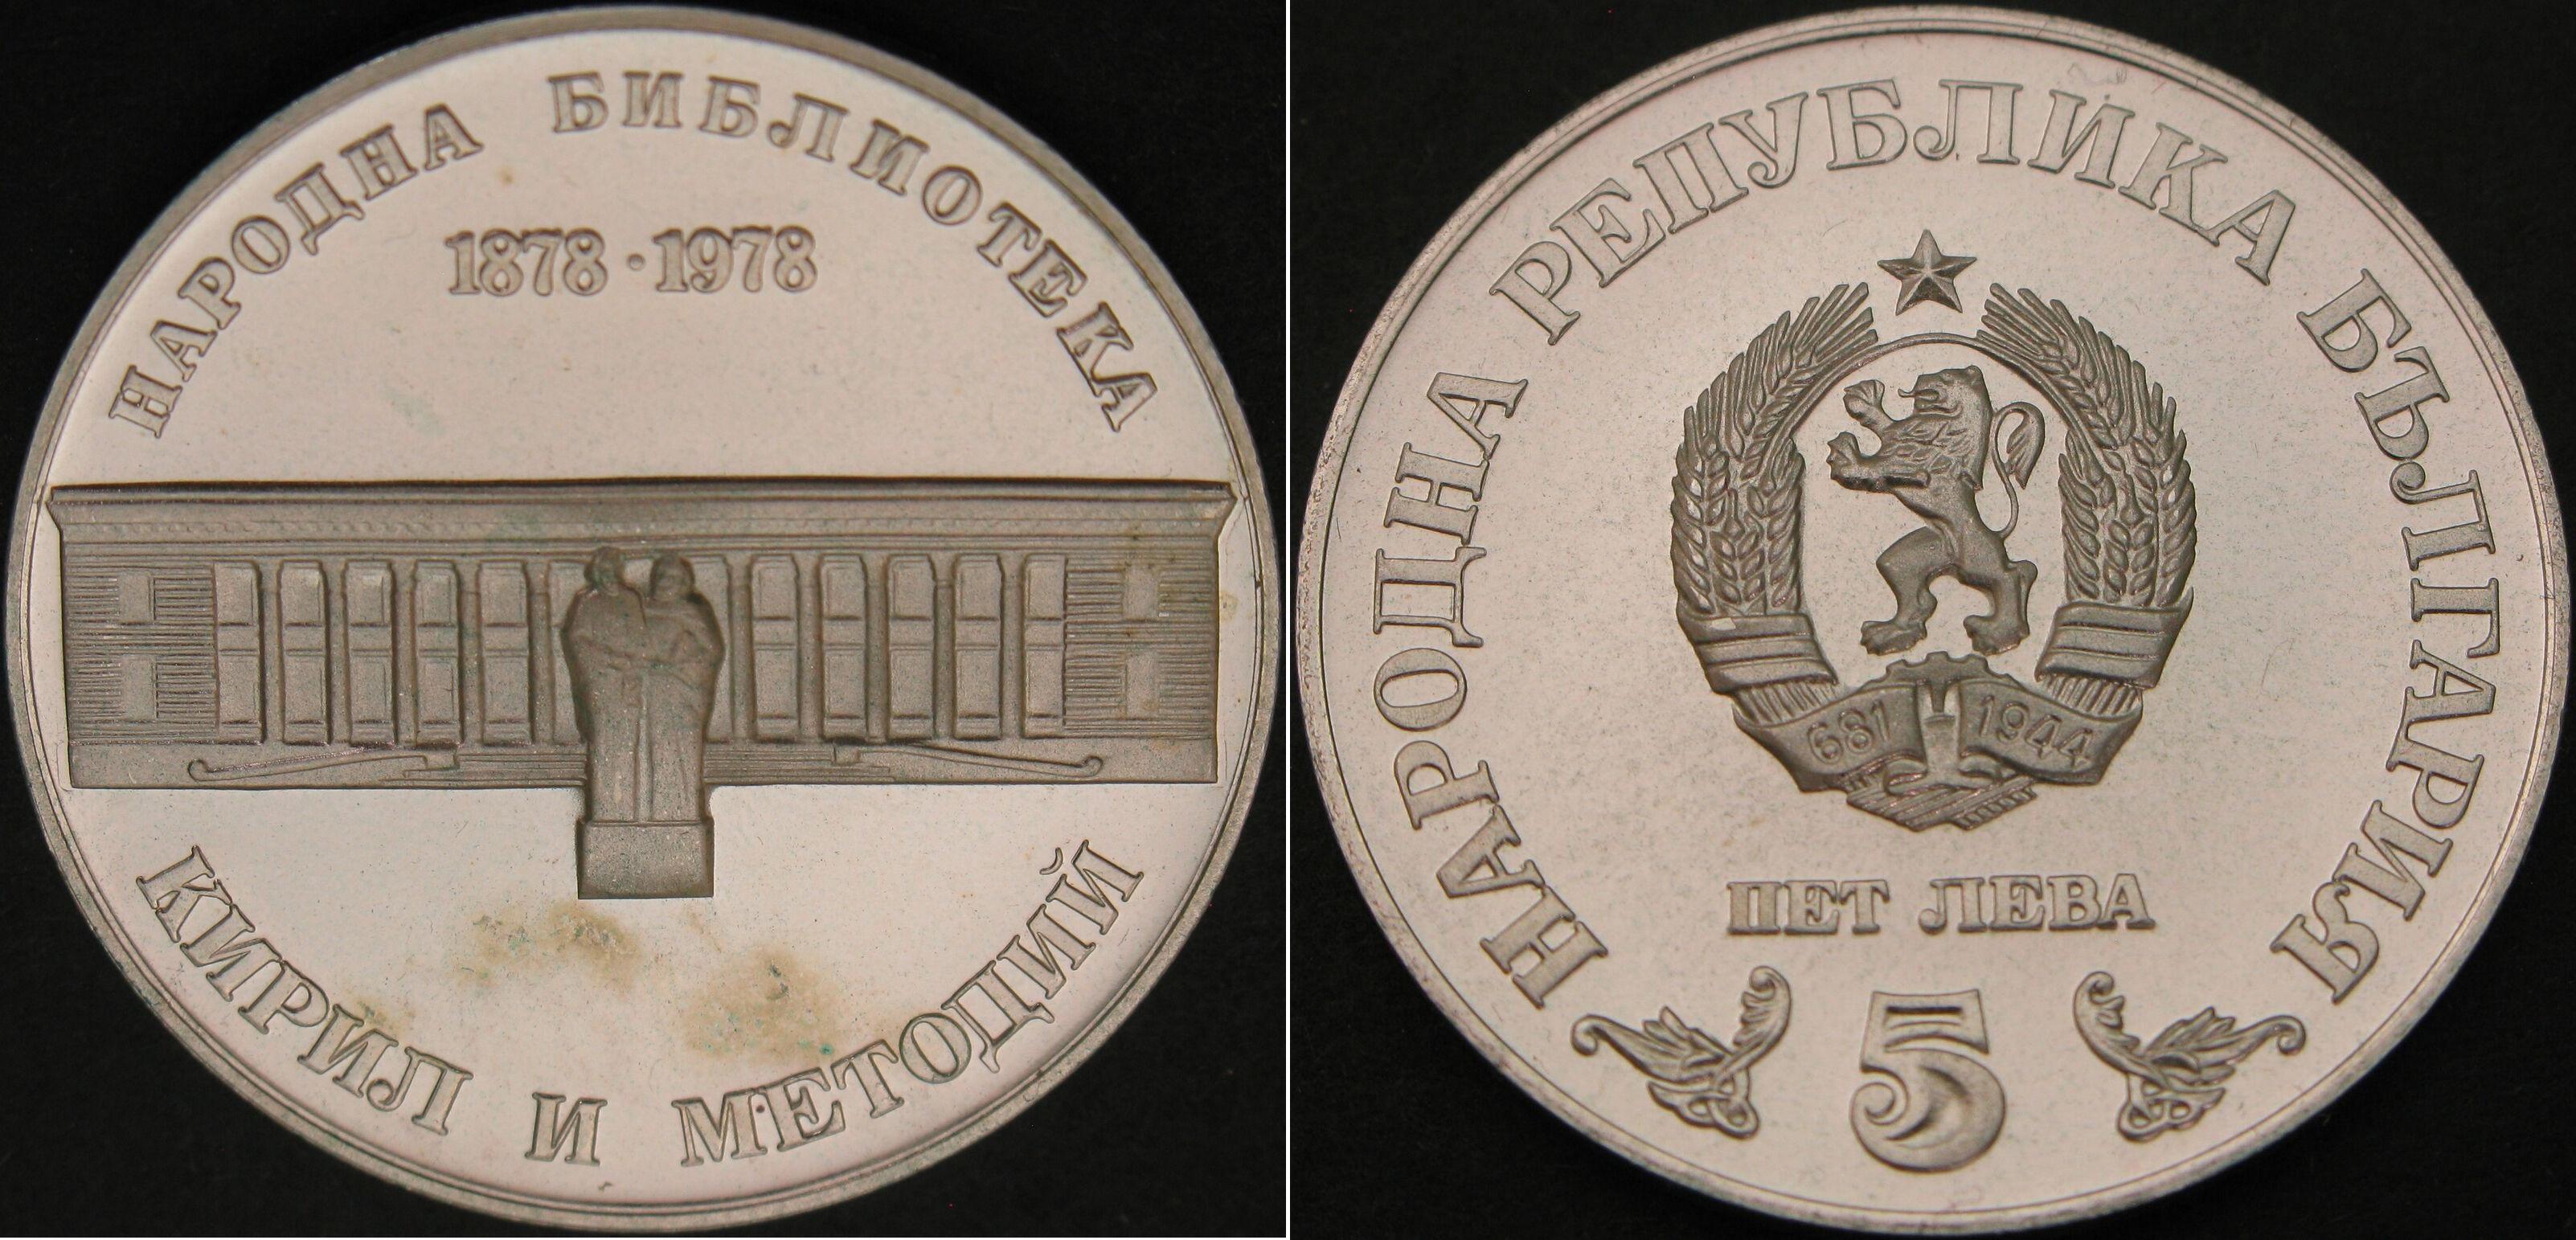 НАРОДНА БИБЛИОТЕКА
1878·1978
КИРИЛ И МЕТОДИЙ
НАРОДНА РЕПУБЛИКА БЪЛГАРИЯ
681 1944
ПЕТ ЛЕВА
5